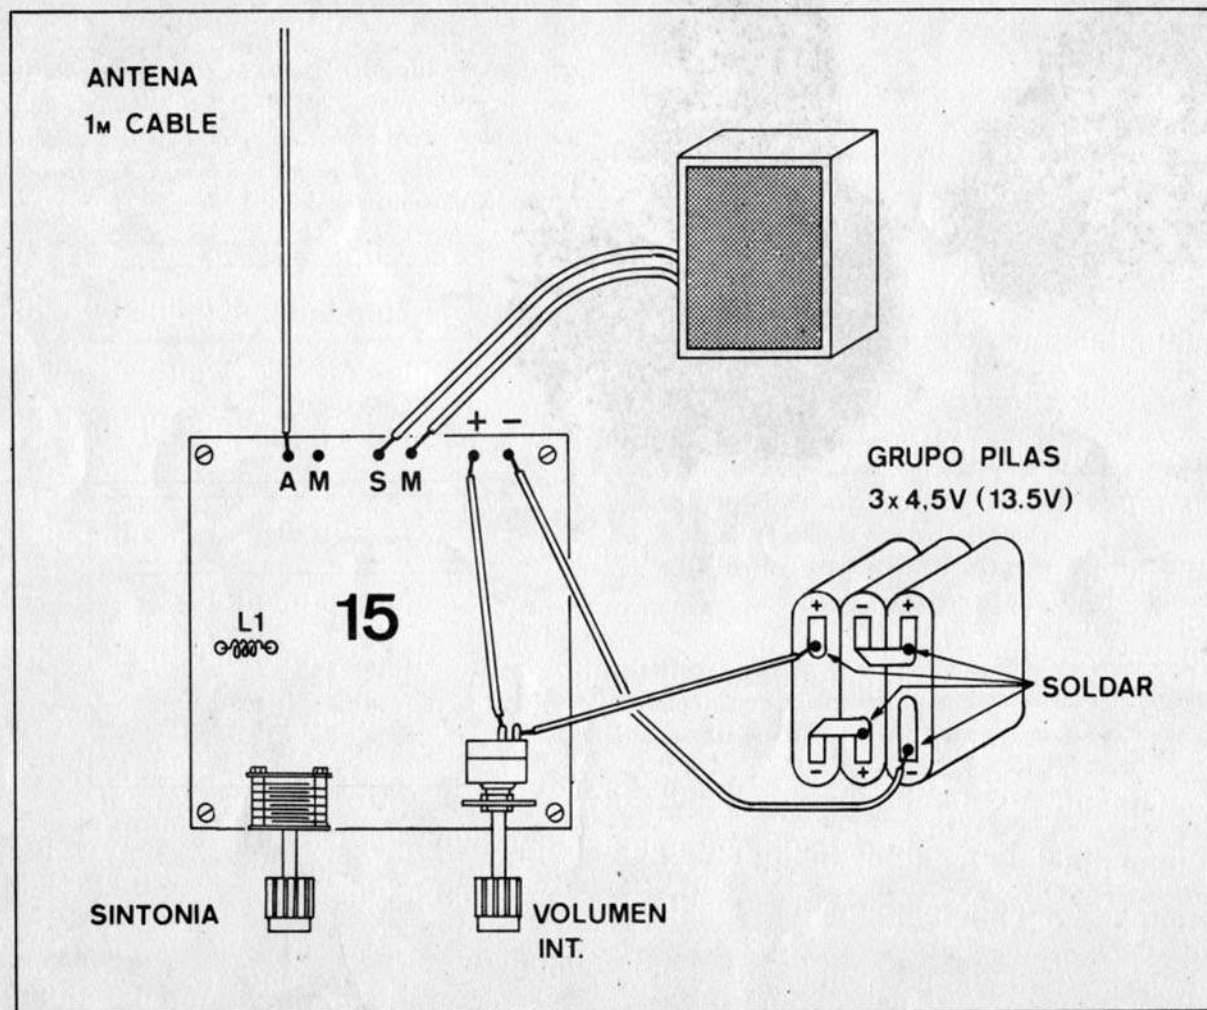 ANTENA
1M CABLE
+ −
A M S M
GRUPO PILAS
3x4,5V (13.5V)
L1
15
+ − +
SOLDAR
− + −
SINTONIA
VOLUMEN
INT.